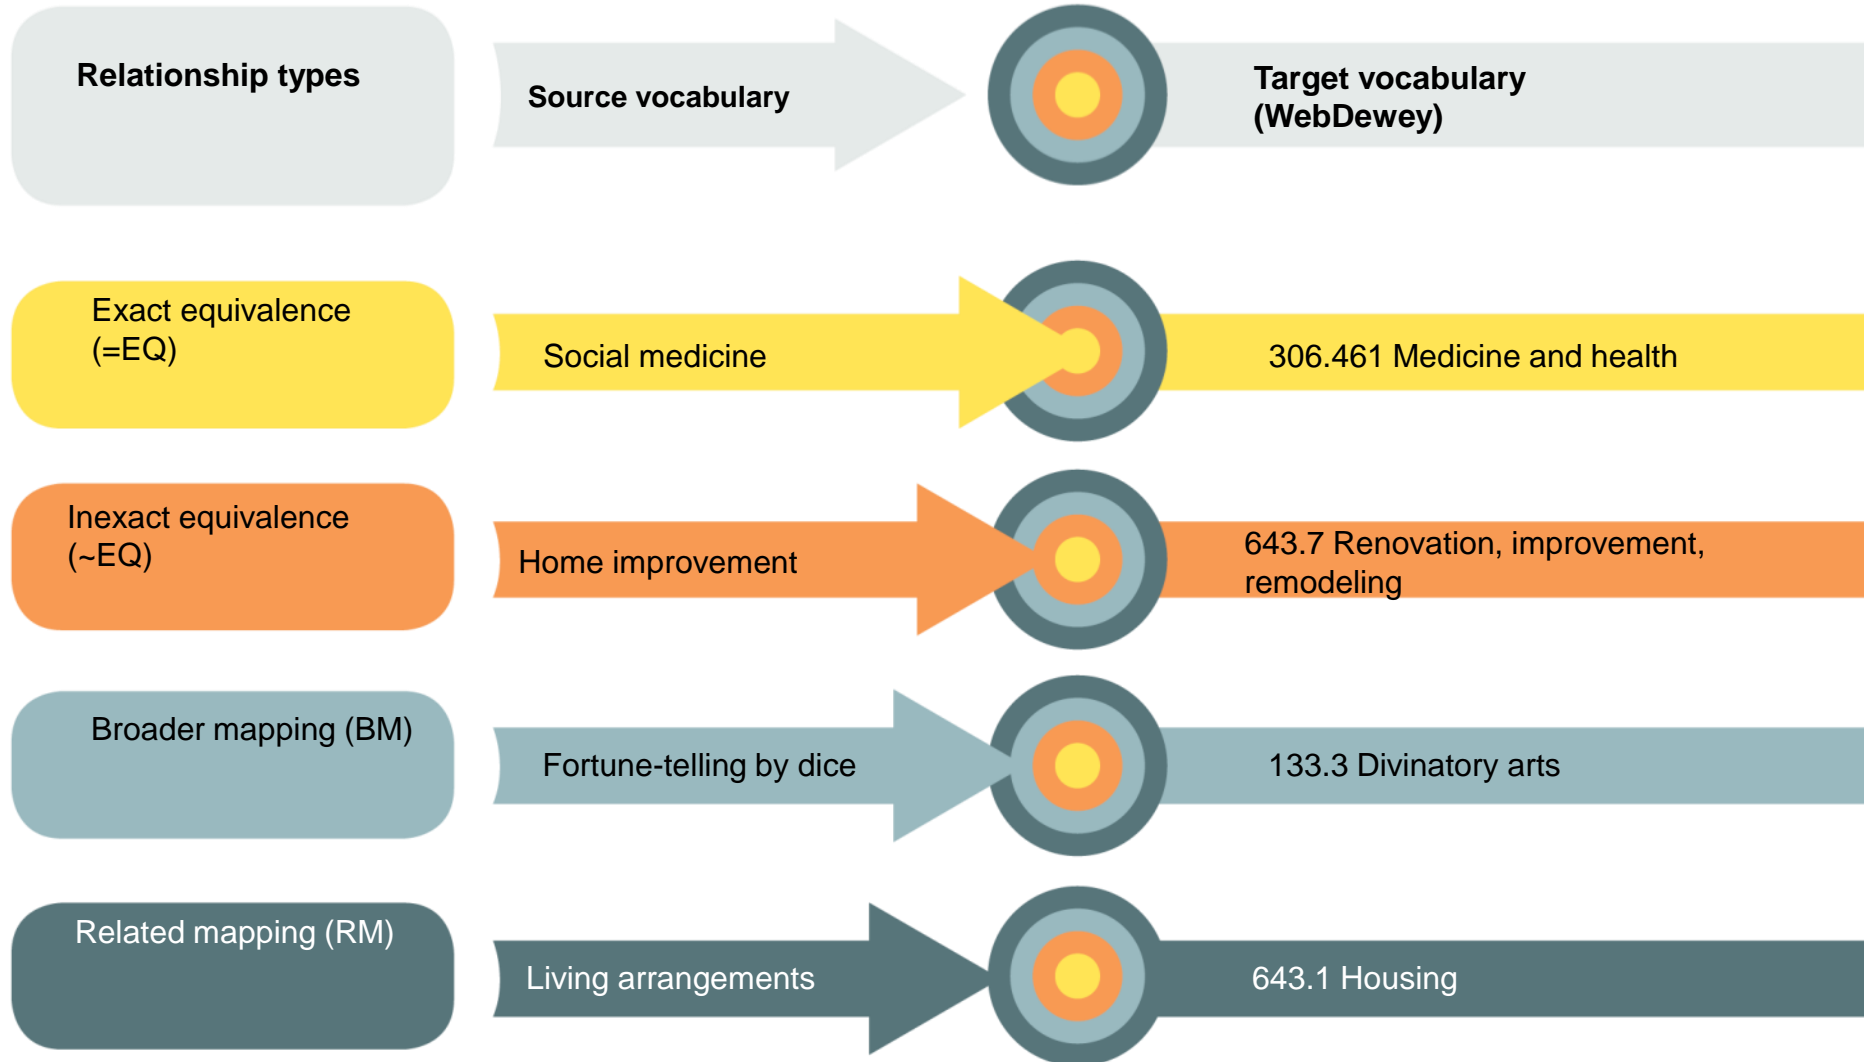 Relationship types
Source vocabulary
Target vocabulary
(WebDewey)
Exact equivalence
(=EQ)
Social medicine
306.461 Medicine and health
Inexact equivalence
(~EQ)
Home improvement
643.7 Renovation, improvement,
remodeling
Broader mapping (BM)
Fortune-telling by dice
133.3 Divinatory arts
Related mapping (RM)
Living arrangements
643.1 Housing